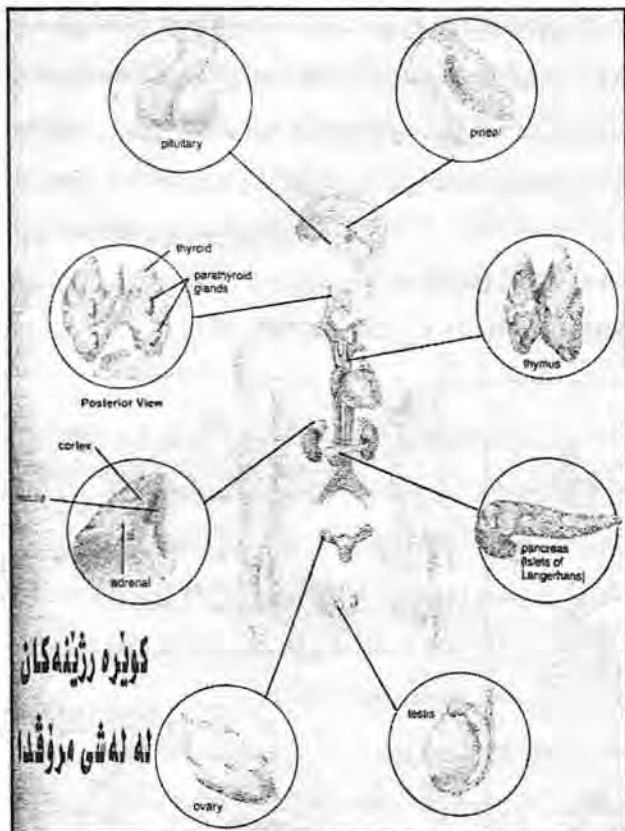 pituitary
pineal
thyroid
parathyroid
glands
Posterior View
thymus
cortex
adrenal
pancreas
(Islets of
Langerhans)
کوێره رژێنەکان
لە لەشی مرۆڤدا
testis
ovary